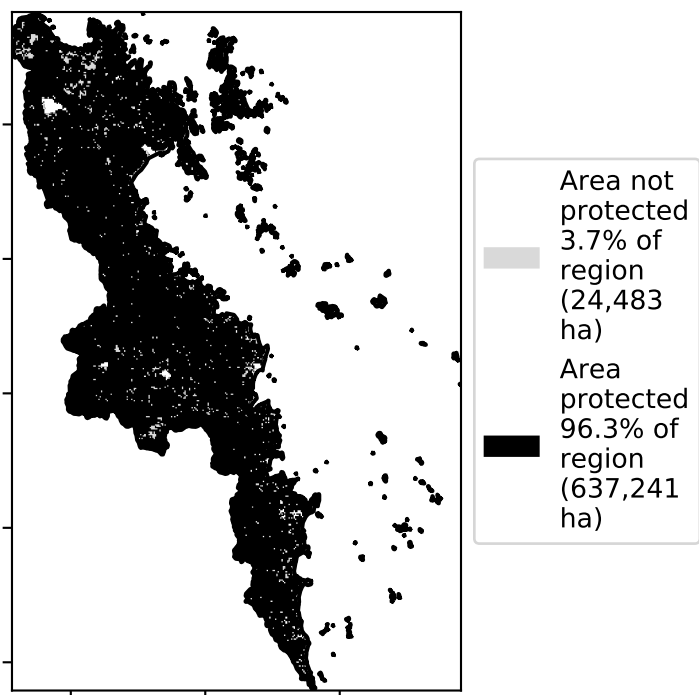 Area not
protected
3.7% of
region
(24,483
ha)
Area
protected
96.3% of
region
(637,241
ha)